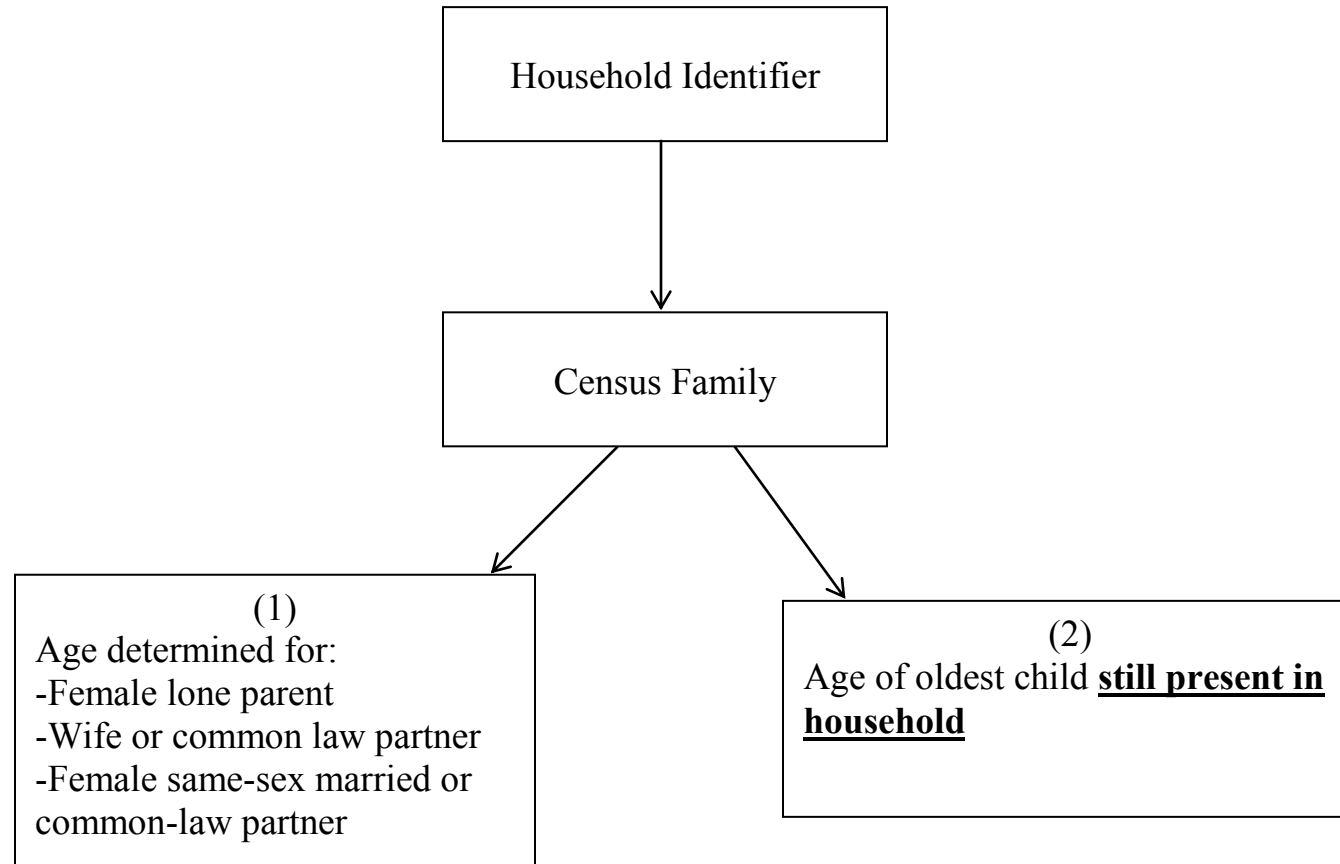 Household Identifier
Census Family
(1)
Age determined for:
-Female lone parent
-Wife or common law partner
-Female same-sex married or
common-law partner
(2)
Age of oldest child still present in
household